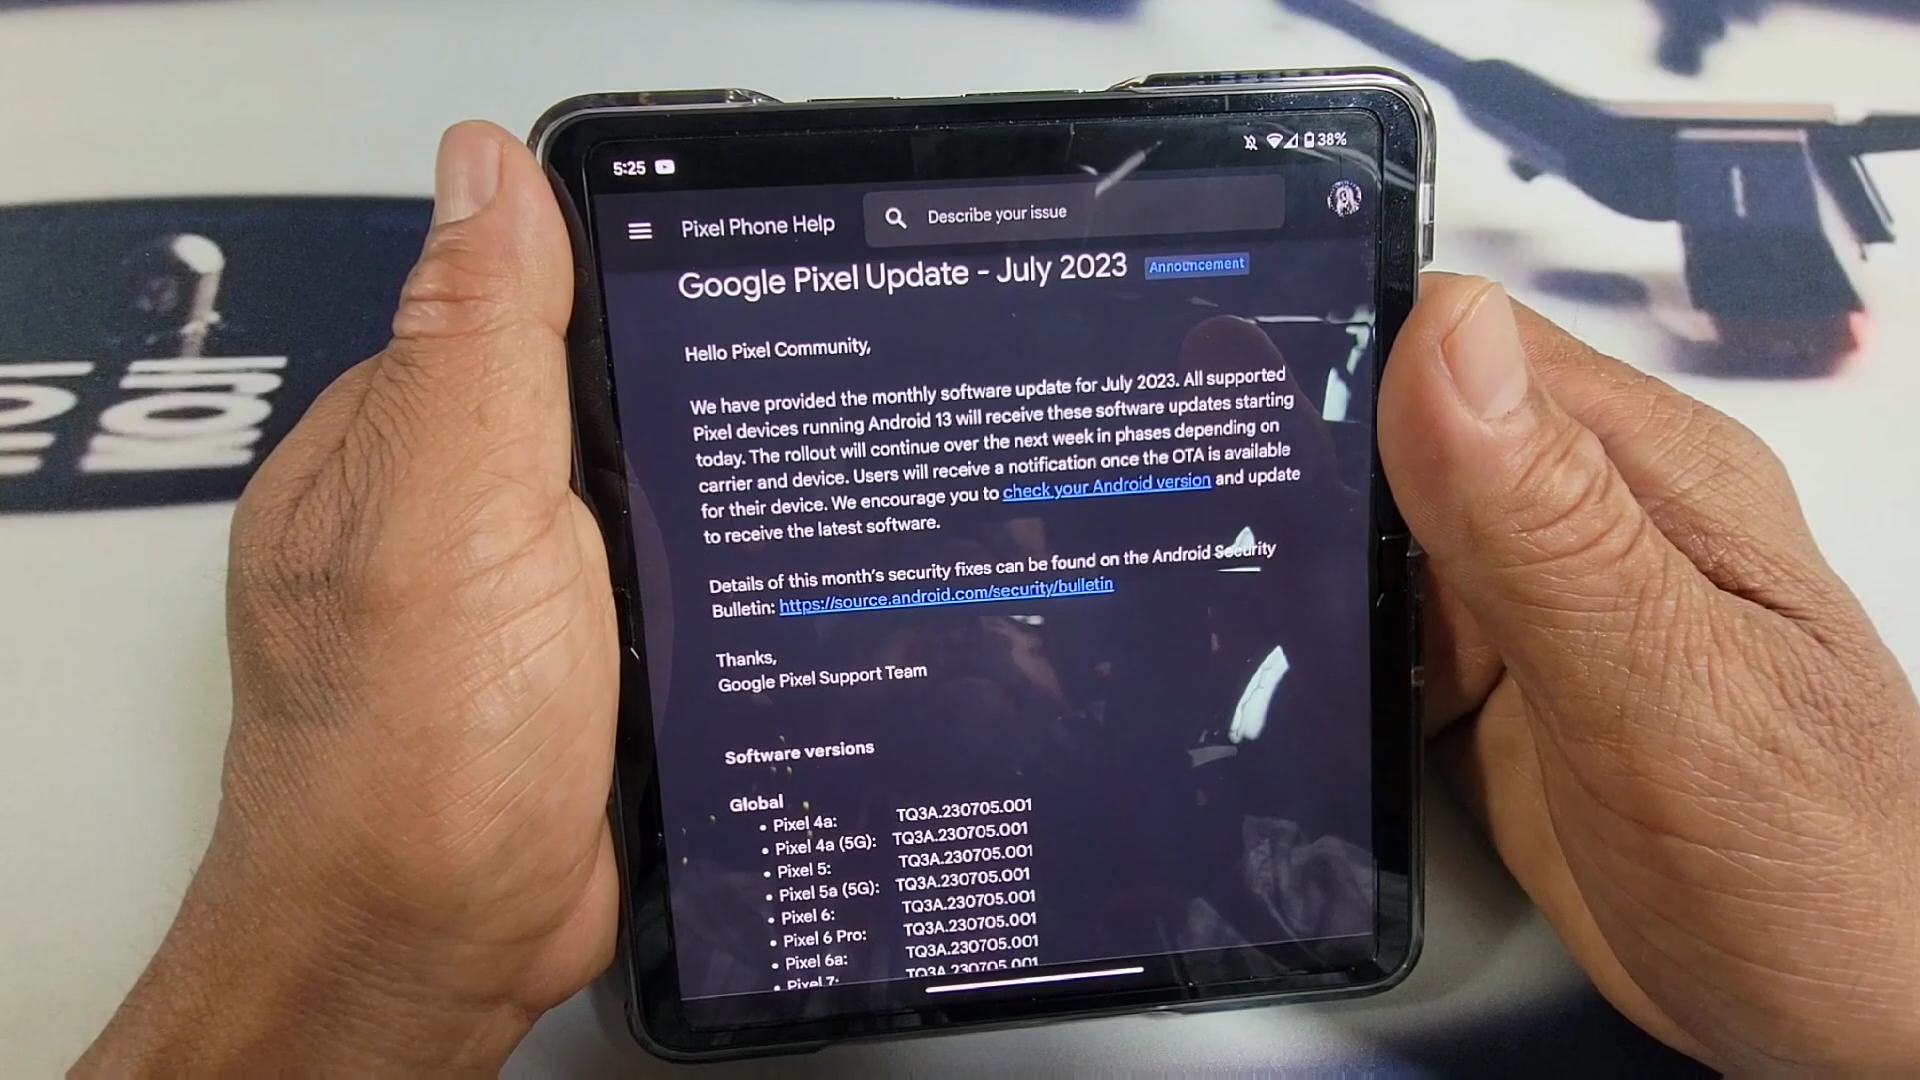 5:25
38%
Pixel Phone Help
Describe your issue
Google Pixel Update - July 2023 Announcement
Hello Pixel Community,
We have provided the monthly software update for July 2023. All supported
Pixel devices running Android 13 will receive these software updates starting
today. The rollout will continue over the next week in phases depending on
carrier and device. Users will receive a notification once the OTA is available
for their device. We encourage you to check your Android version and update
to receive the latest software.
Details of this month's security fixes can be found on the Android Security
Bulletin: https://source.android.com/security/bulletin
Thanks,
Google Pixel Support Team
Software versions
Global
• Pixel 4a: TQ3A.230705.001
• Pixel 4a (5G): TQ3A.230705.001
• Pixel 5: TQ3A.230705.001
• Pixel 5a (5G): TQ3A.230705.001
• Pixel 6: TQ3A.230705.001
• Pixel 6 Pro: TQ3A.230705.001
• Pixel 6a: TQ3A.230705.001
• Pixel 7: TQ3A.230705.001